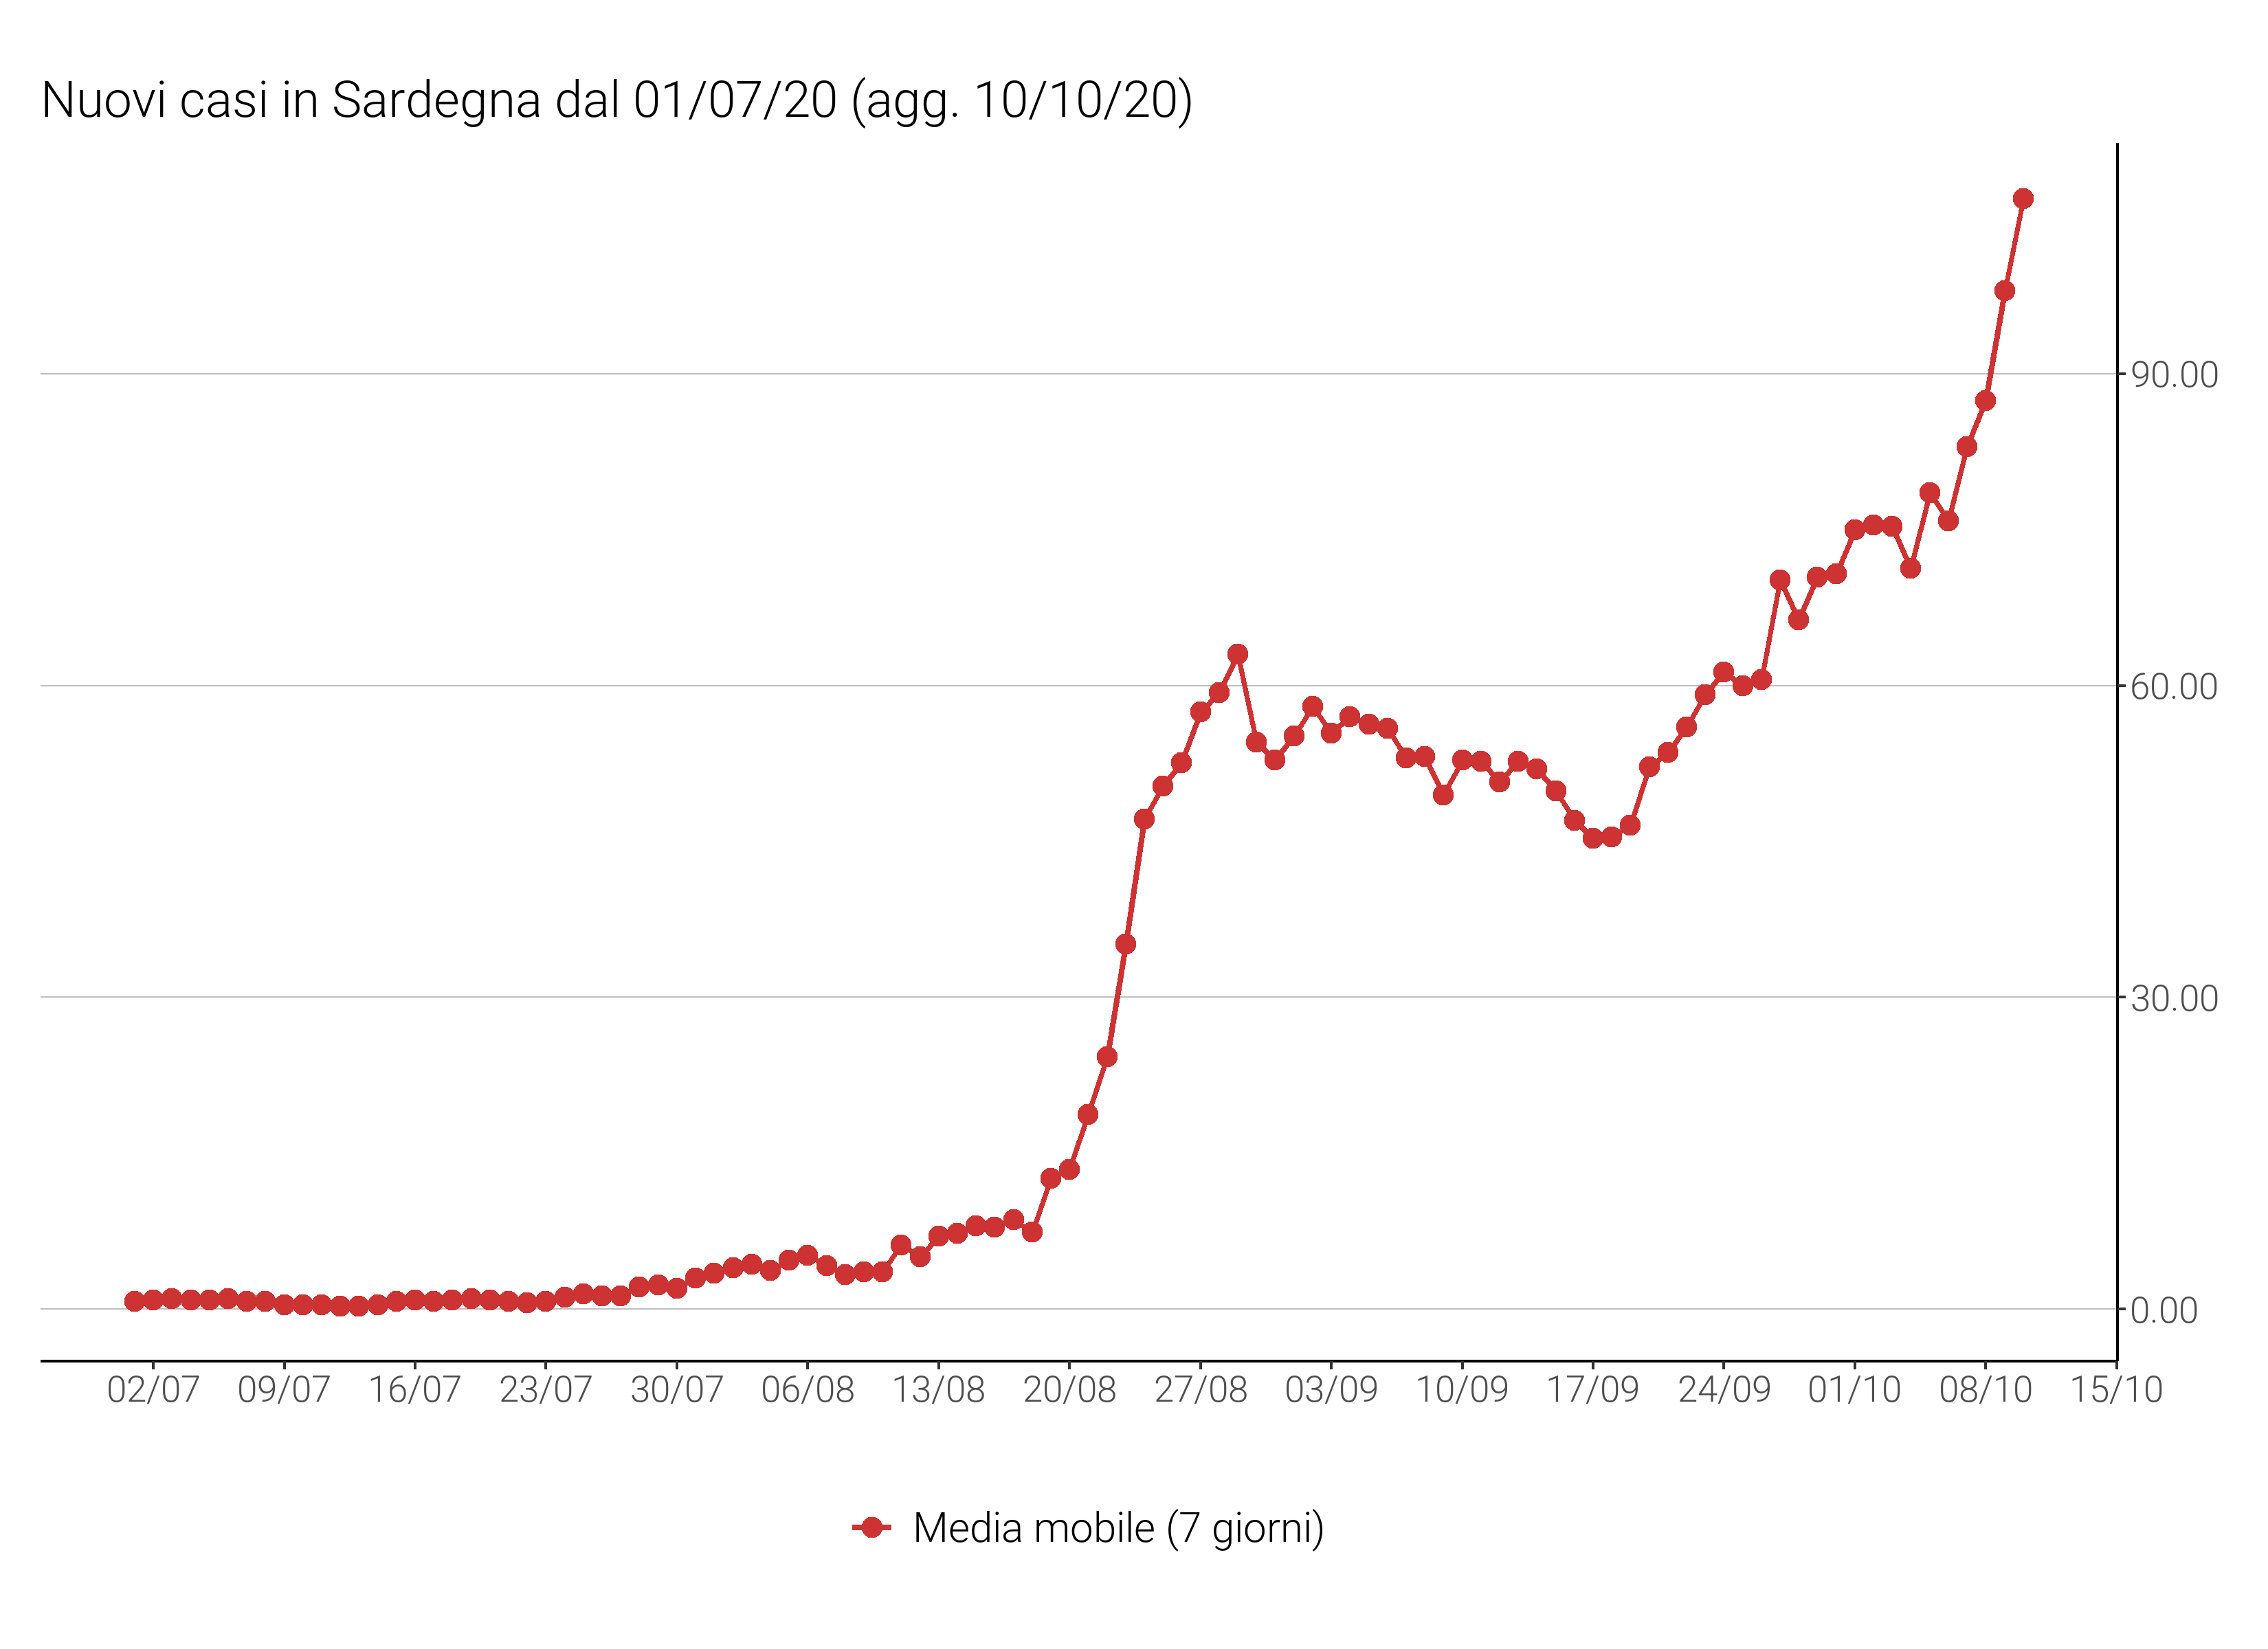 Nuovi casi in Sardegna dal 01/07/20 (agg. 10/10/20)
90.00
60.00
30.00
0.00
02/07 09/07 16/07 23/07 30/07 06/08 13/08 20/08 27/08 03/09 10/09 17/09 24/09 01/10 08/10 15/10
Media mobile (7 giorni)